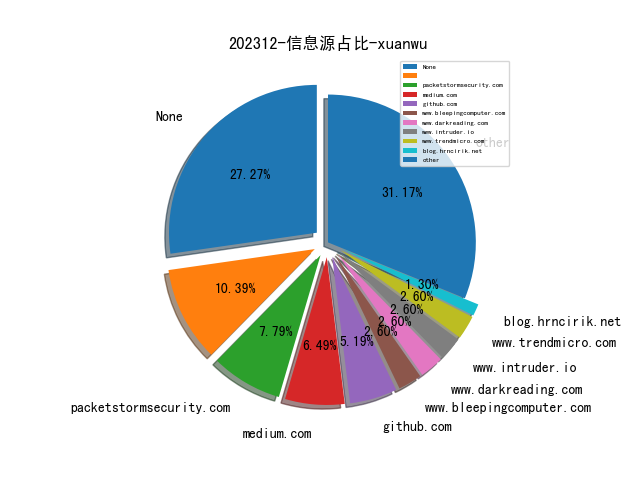 202312-信息源占比-xuanwu
None
packetstormsecurity.com
medium.com
github.com
www.bleepingcomputer.com
www.darkreading.com
www.intruder.io
www.trendmicro.com
blog.hrncirik.net
other
None
other
27.27%
31.17%
10.39%
7.79%
6.49%
5.19%
2.60%
2.60%
2.60%
2.60%
1.30%
blog.hrncirik.net
www.trendmicro.com
www.intruder.io
www.darkreading.com
www.bleepingcomputer.com
github.com
medium.com
packetstormsecurity.com